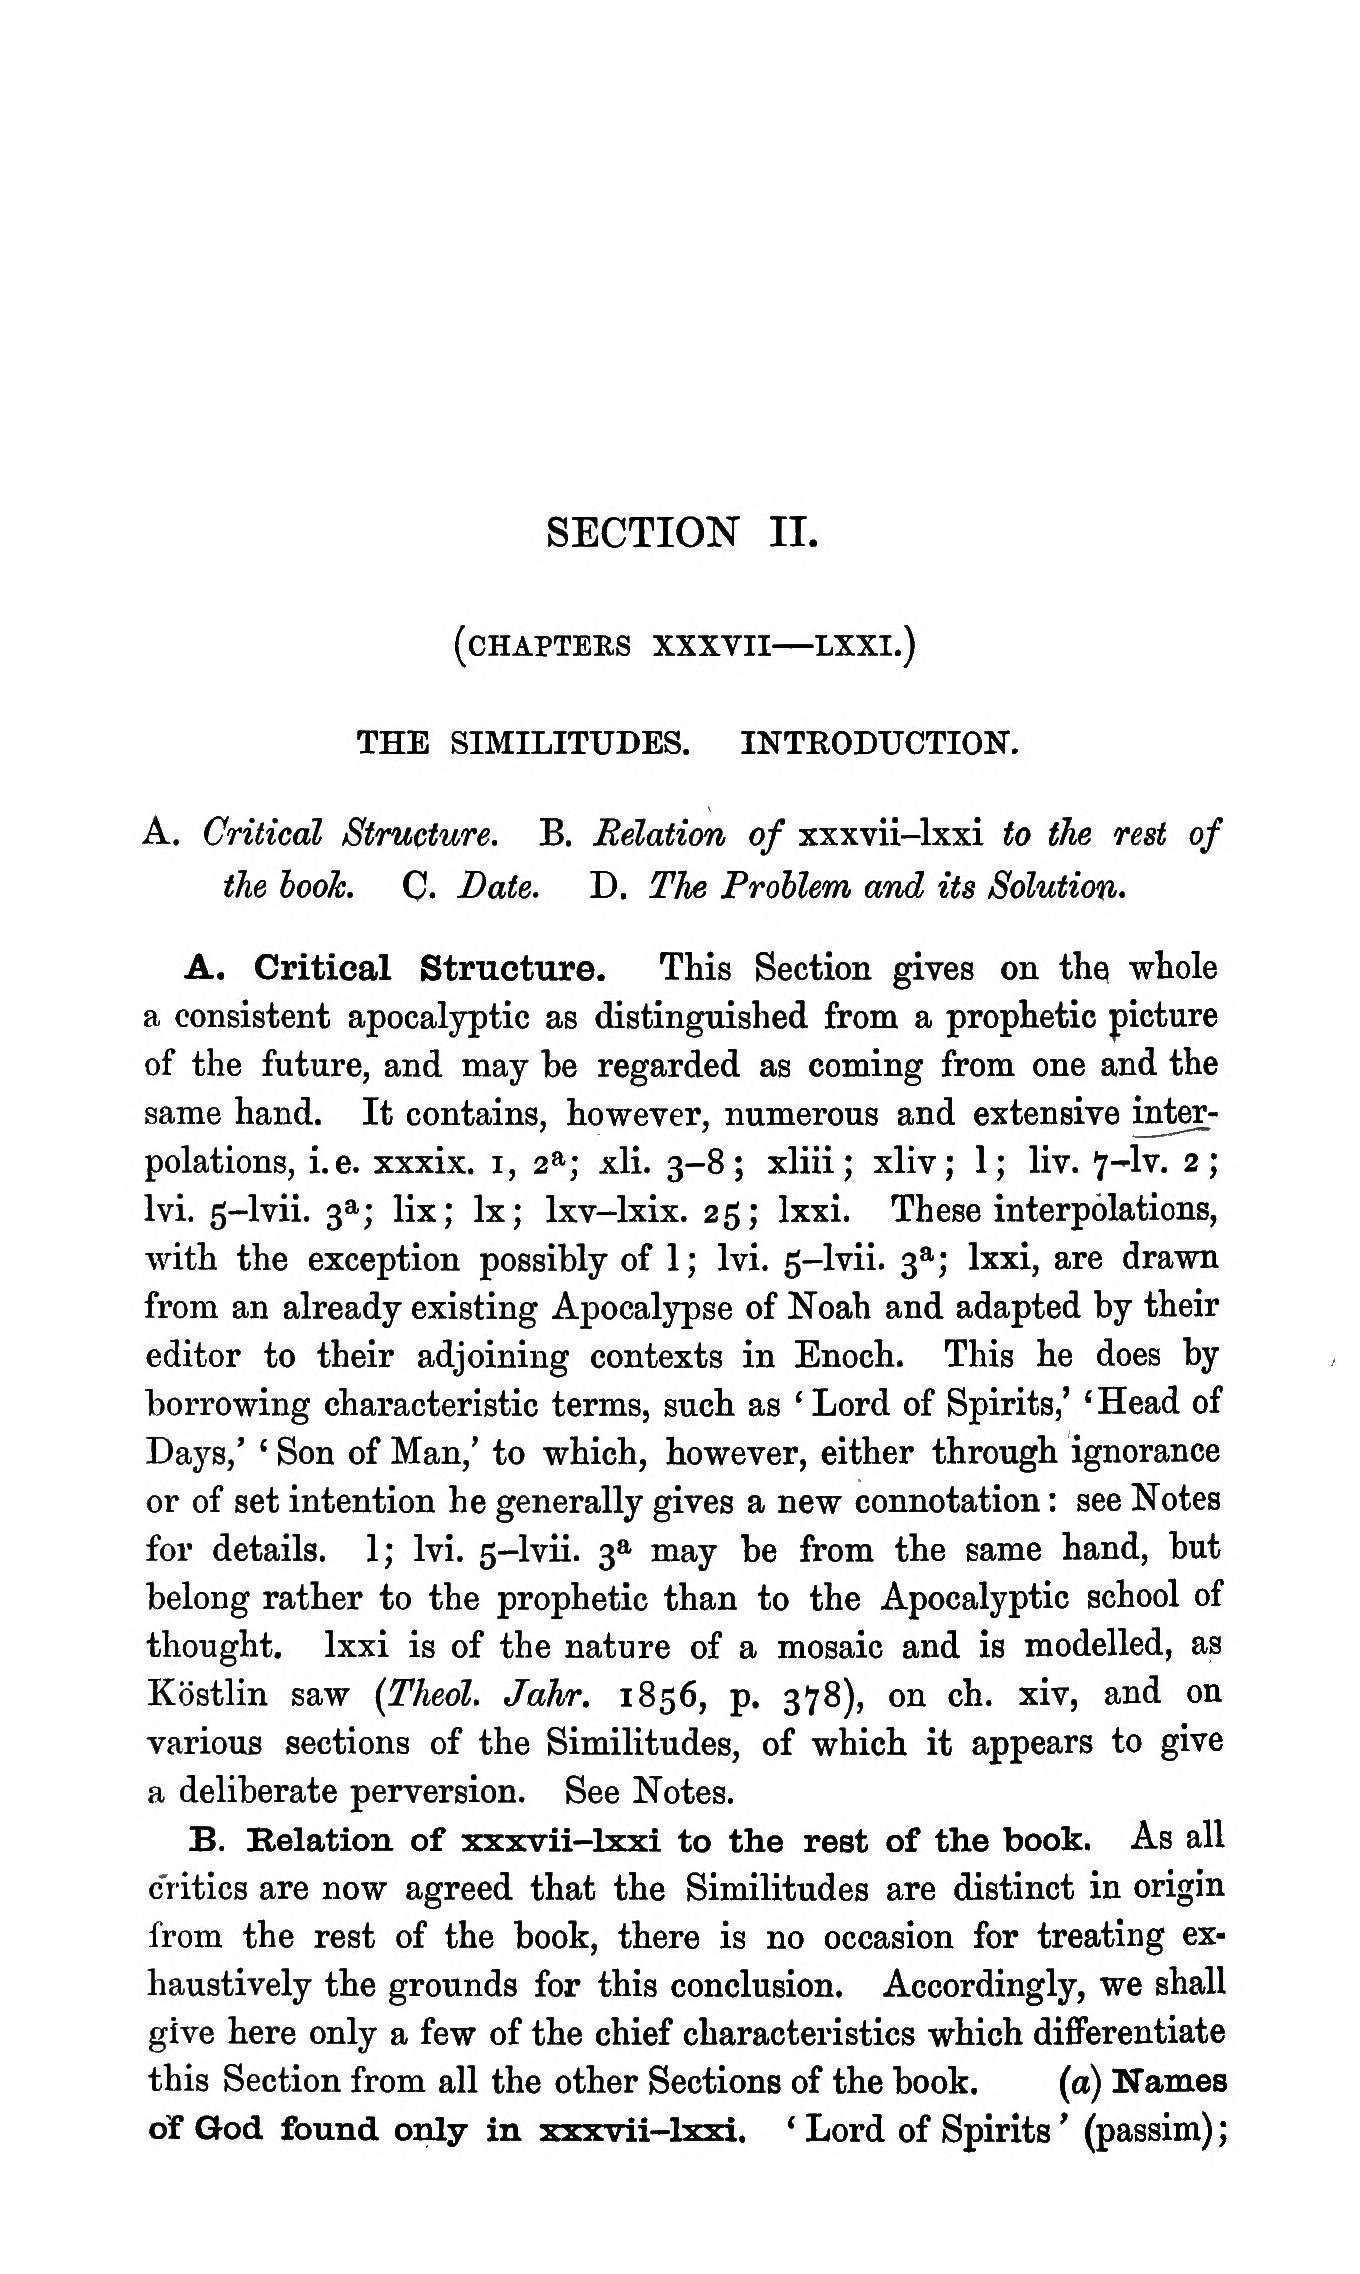 SECTION II.
(CHAPTERS XXXVII—LXXI.)
THE SIMILITUDES. INTRODUCTION.
A. Critical Structure. B. Relation of xxxvii–lxxi to the rest of
the book. C. Date. D. The Problem and its Solution.
A. Critical Structure. This Section gives on the whole
a consistent apocalyptic as distinguished from a prophetic picture
of the future, and may be regarded as coming from one and the
same hand. It contains, however, numerous and extensive inter-
polations, i.e. xxxix. 1, 2ª; xli. 3–8; xliii; xliv; l; liv. 7–lv. 2;
lvi. 5–lvii. 3ª; lix; lx; lxv–lxix. 25; lxxi. These interpolations,
with the exception possibly of l; lvi. 5–lvii. 3ª; lxxi, are drawn
from an already existing Apocalypse of Noah and adapted by their
editor to their adjoining contexts in Enoch. This he does by
borrowing characteristic terms, such as ‘Lord of Spirits,’ ‘Head of
Days,’ ‘Son of Man,’ to which, however, either through ignorance
or of set intention he generally gives a new connotation: see Notes
for details. l; lvi. 5–lvii. 3ª may be from the same hand, but
belong rather to the prophetic than to the Apocalyptic school of
thought. lxxi is of the nature of a mosaic and is modelled, as
Köstlin saw (Theol. Jahr. 1856, p. 378), on ch. xiv, and on
various sections of the Similitudes, of which it appears to give
a deliberate perversion. See Notes.
B. Relation of xxxvii–lxxi to the rest of the book. As all
critics are now agreed that the Similitudes are distinct in origin
from the rest of the book, there is no occasion for treating ex-
haustively the grounds for this conclusion. Accordingly, we shall
give here only a few of the chief characteristics which differentiate
this Section from all the other Sections of the book. (a) Names
of God found only in xxxvii–lxxi. ‘Lord of Spirits’ (passim);